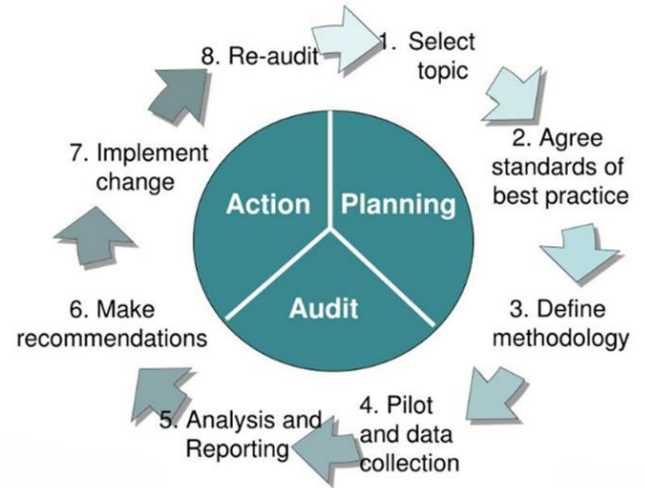 1. Select
topic
2. Agree
standards of
best practice
3. Define
methodology
4. Pilot
and data
collection
5. Analysis and
Reporting
6. Make
recommendations
7. Implement
change
8. Re-audit
Action
Planning
Audit